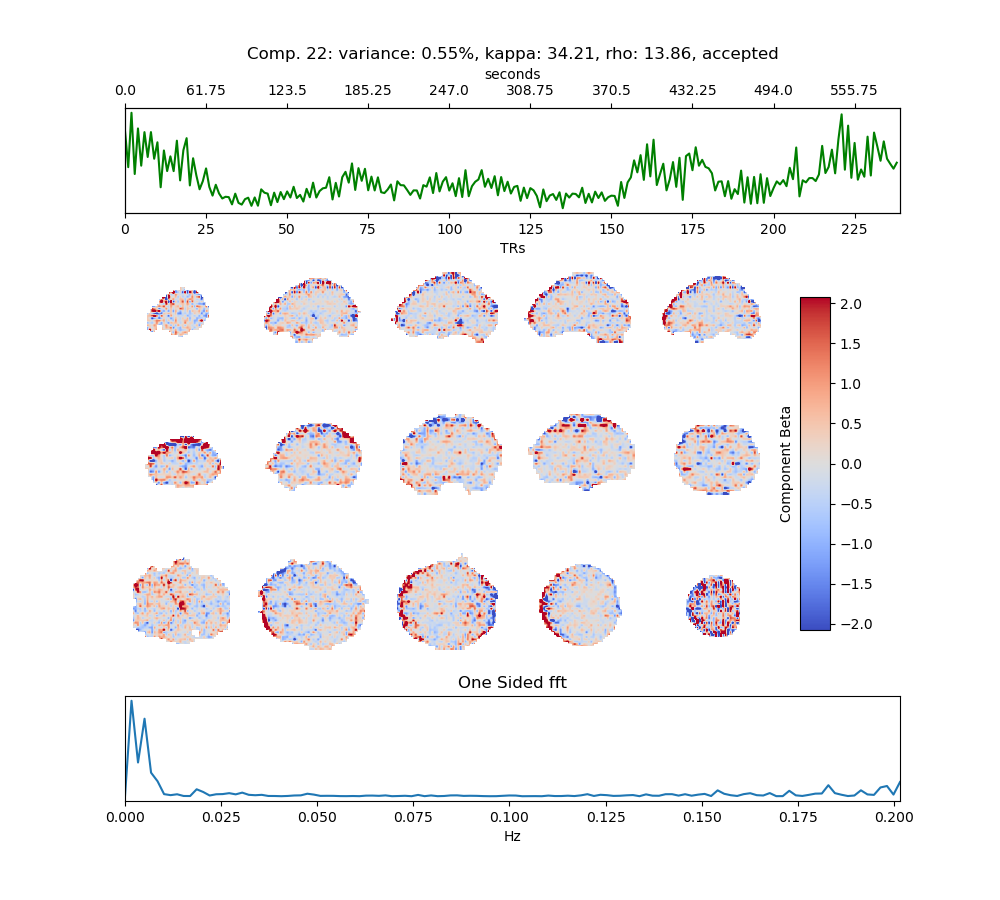 Comp. 22: variance: 0.55%, kappa: 34.21, rho: 13.86, accepted
seconds
0.0 61.75 123.5 185.25 247.0 308.75 370.5 432.25 494.0 555.75
0 25 50 75 100 125 150 175 200 225
TRs
2.0
1.5
1.0
0.5
0.0
−0.5
−1.0
−1.5
−2.0
Component Beta
One Sided fft
0.000 0.025 0.050 0.075 0.100 0.125 0.150 0.175 0.200
Hz